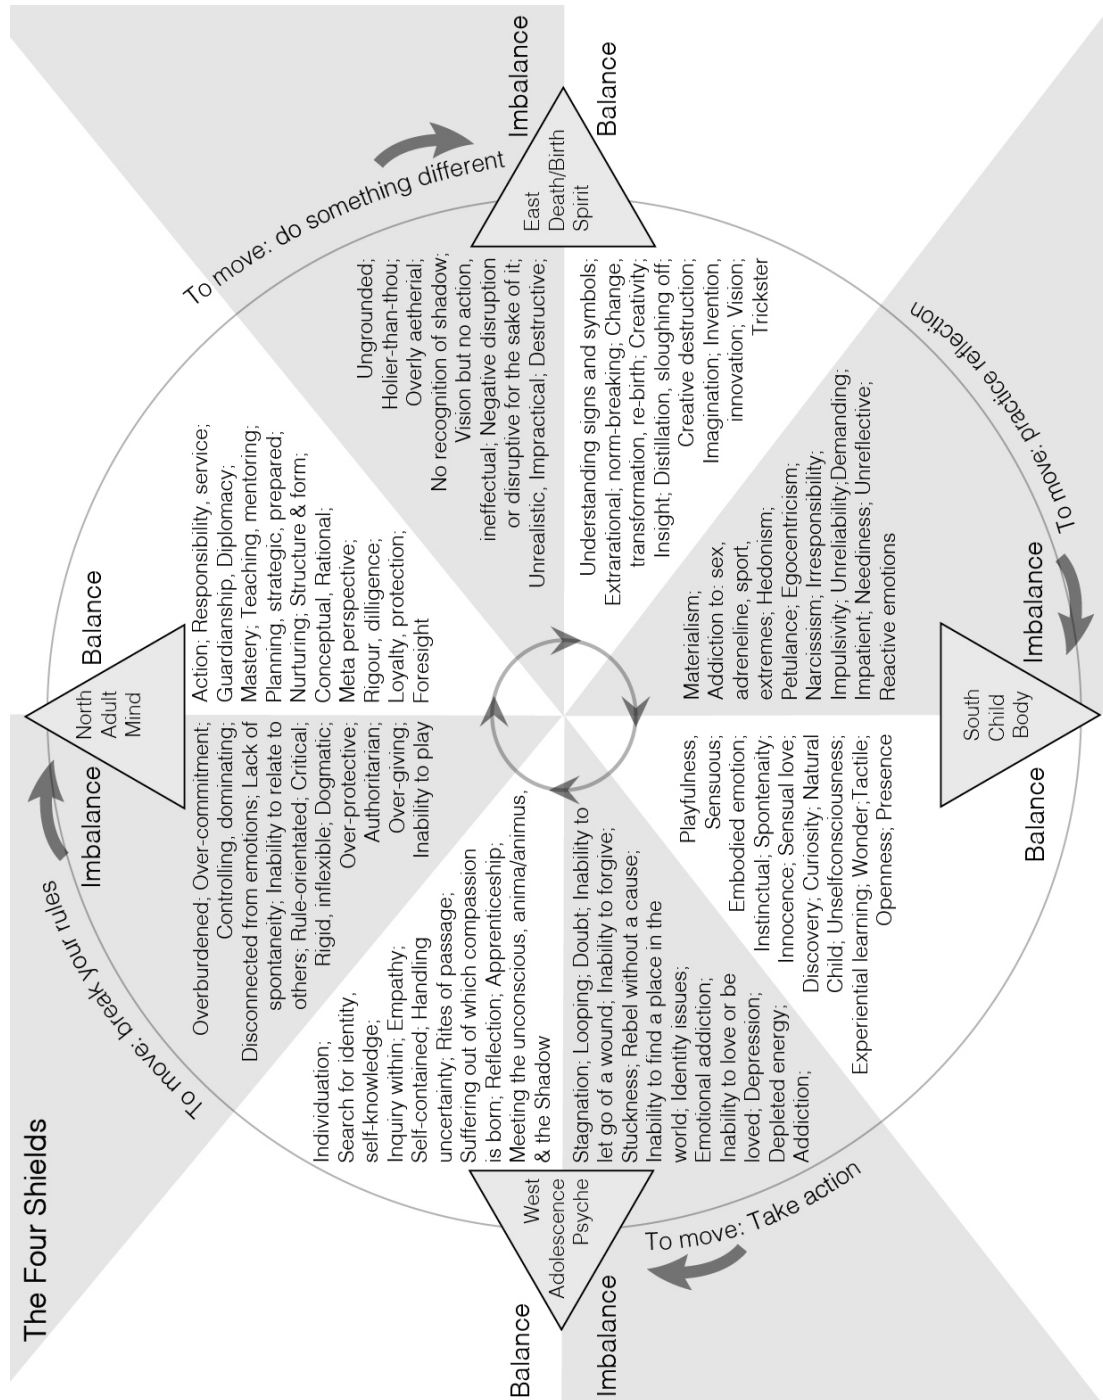 The Four Shields
To move: break your rules
Imbalance
Balance
North
Adult
Mind
Overburdened; Over-commitment;
Controlling, dominating;
Disconnected from emotions; Lack of
spontaneity; Inability to relate to
others; Rule-orientated; Critical;
Rigid, inflexible; Dogmatic;
Over-protective;
Authoritarian;
Over-giving;
Inability to play
Action; Responsibility, service;
Guardianship, Diplomacy;
Mastery; Teaching, mentoring;
Planning, strategic, prepared;
Nurturing; Structure & form;
Conceptual, Rational;
Meta perspective;
Rigour, dilligence;
Loyalty, protection;
Foresight
To move: do something different
Imbalance
Balance
East
Death/Birth
Spirit
Ungrounded;
Holier-than-thou;
Overly aetherial;
No recognition of shadow;
Vision but no action,
ineffectual; Negative disruption
or disruptive for the sake of it;
Unrealistic, Impractical; Destructive;
Understanding signs and symbols;
Extrarational; norm-breaking; Change,
transformation, re-birth; Creativity;
Insight; Distillation, sloughing off;
Creative destruction;
Imagination; Invention,
innovation; Vision;
Trickster
To move: practice reflection
Imbalance
Balance
South
Child
Body
Materialism;
Addiction to: sex,
adreneline, sport,
extremes; Hedonism;
Petulance; Egocentricism;
Narcissism; Irresponsibility;
Impulsivity; Unreliability;Demanding;
Impatient; Neediness; Unreflective;
Reactive emotions
Playfulness,
Sensuous;
Embodied emotion;
Instinctual; Spontenaity;
Innocence; Sensual love;
Discovery; Curiosity; Natural
Child; Unselfconsciousness;
Experiential learning; Wonder;Tactile;
Openness; Presence
To move: Take action
Balance
Imbalance
West
Adolescence
Psyche
Individuation;
Search for identity,
self-knowledge;
Inquiry within; Empathy;
Self-contained; Handling
uncertainty; Rites of passage;
Suffering out of which compassion
is born; Reflection; Apprenticeship;
Meeting the unconscious, anima/animus,
& the Shadow
Stagnation; Looping; Doubt; Inability to
let go of a wound; Inability to forgive;
Stuckness; Rebel without a cause;
Inability to find a place in the
world; Identity issues;
Emotional addiction;
Inability to love or be
loved; Depression;
Depleted energy;
Addiction;